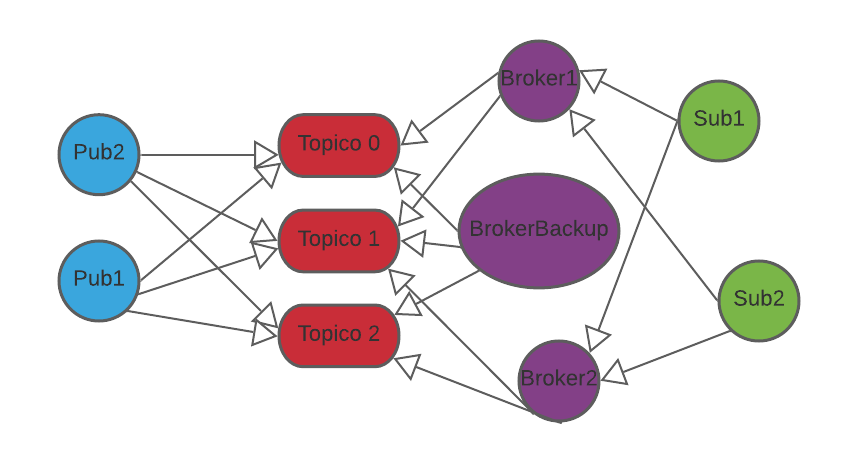 Pub2
Pub1
Topico 0
Topico 1
Topico 2
Broker1
BrokerBackup
Broker2
Sub1
Sub2